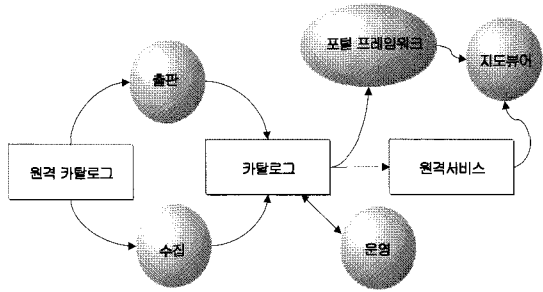 포털 프레임워크
출판
지도뷰어
원격 카탈로그
카탈로그
원격서비스
수집
운영